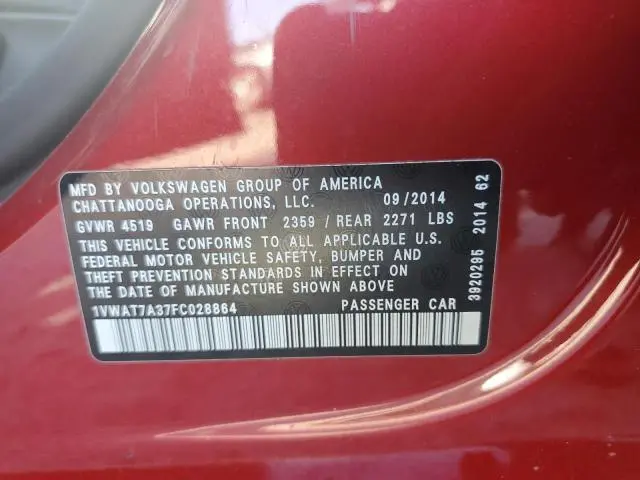 MFD BY VOLKSWAGEN GROUP OF AMERICA
CHATTANOOGA OPERATIONS, LLC. 09/2014
GVWR 4519 GAWR FRONT 2359 / REAR 2271 LBS
THIS VEHICLE CONFORMS TO ALL APPLICABLE U.S.
FEDERAL MOTOR VEHICLE SAFETY, BUMPER AND
THEFT PREVENTION STANDARDS IN EFFECT ON
THE DATE OF MANUFACTURE SHOWN ABOVE
1VWAT7A37FC028864 PASSENGER CAR
3920295 2014 62